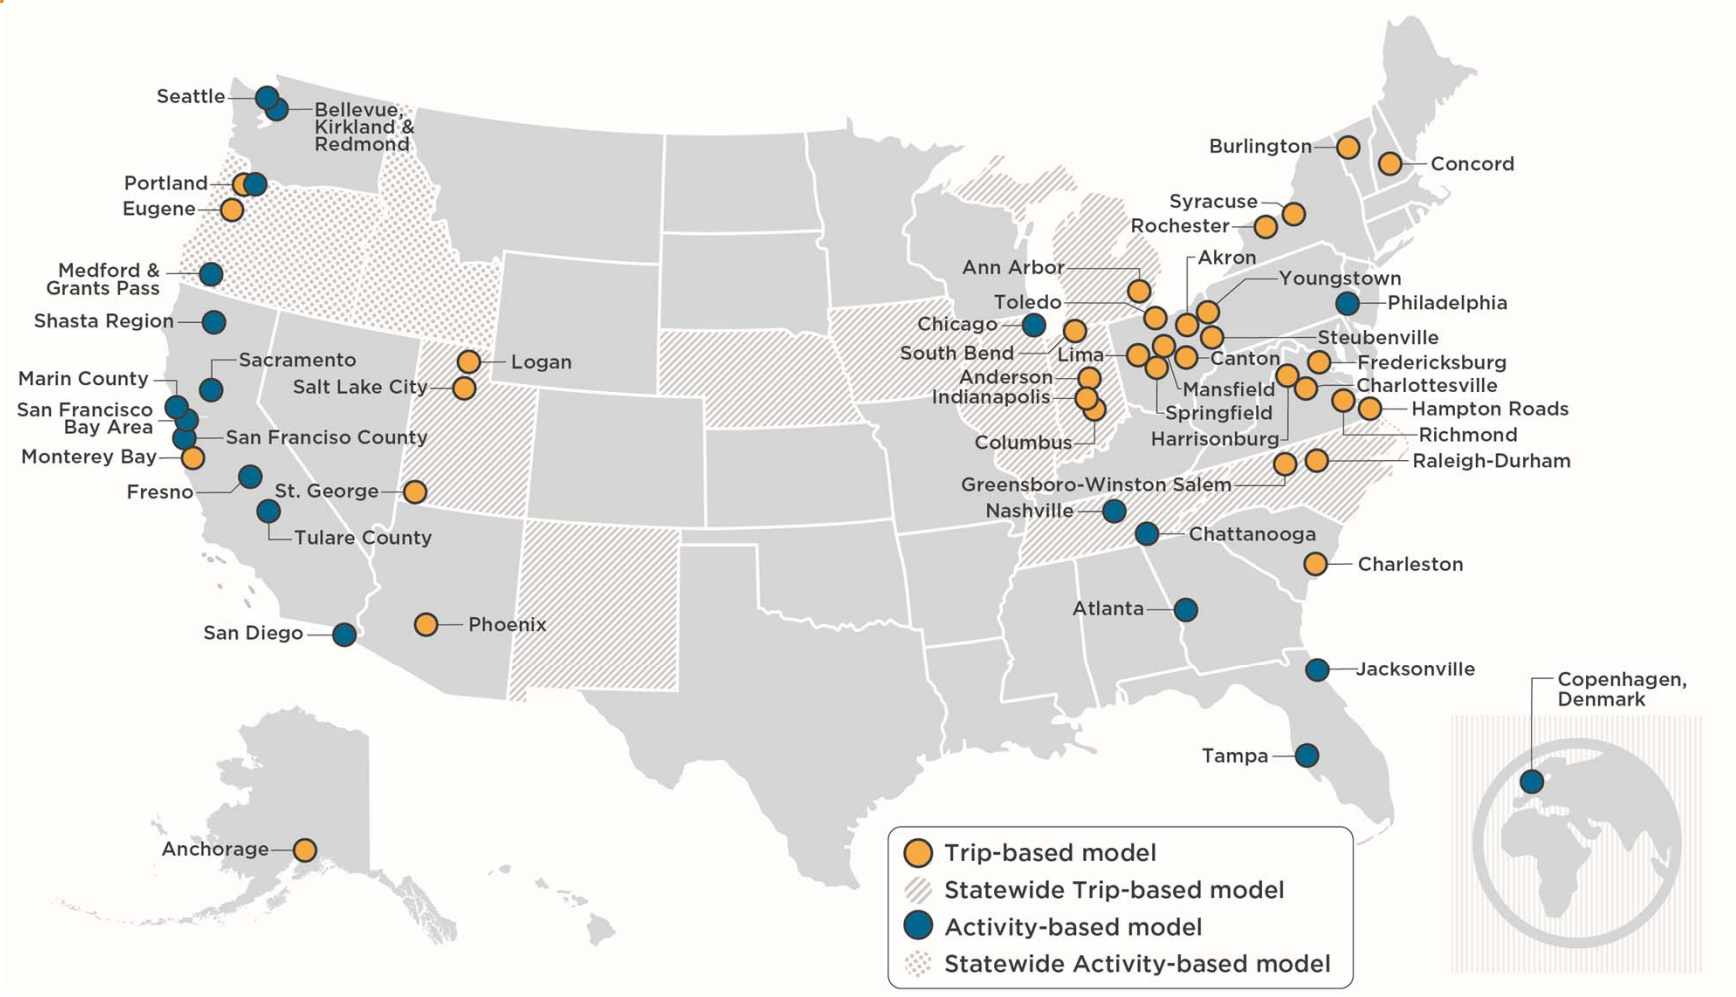 Seattle
Bellevue,
Kirkland &
Redmond
Portland
Eugene
Medford &
Grants Pass
Shasta Region
Sacramento
Marin County
San Francisco
Bay Area
San Franciso County
Monterey Bay
Fresno
Tulare County
San Diego
Logan
Salt Lake City
St. George
Phoenix
Anchorage
Burlington
Concord
Syracuse
Rochester
Akron
Ann Arbor
Youngstown
Toledo
Philadelphia
Chicago
Steubenville
South Bend
Lima
Canton
Fredericksburg
Anderson
Mansfield
Charlottesville
Indianapolis
Springfield
Hampton Roads
Columbus
Harrisonburg
Richmond
Raleigh-Durham
Greensboro-Winston Salem
Nashville
Chattanooga
Charleston
Atlanta
Jacksonville
Tampa
Copenhagen,
Denmark
Trip-based model
Statewide Trip-based model
Activity-based model
Statewide Activity-based model